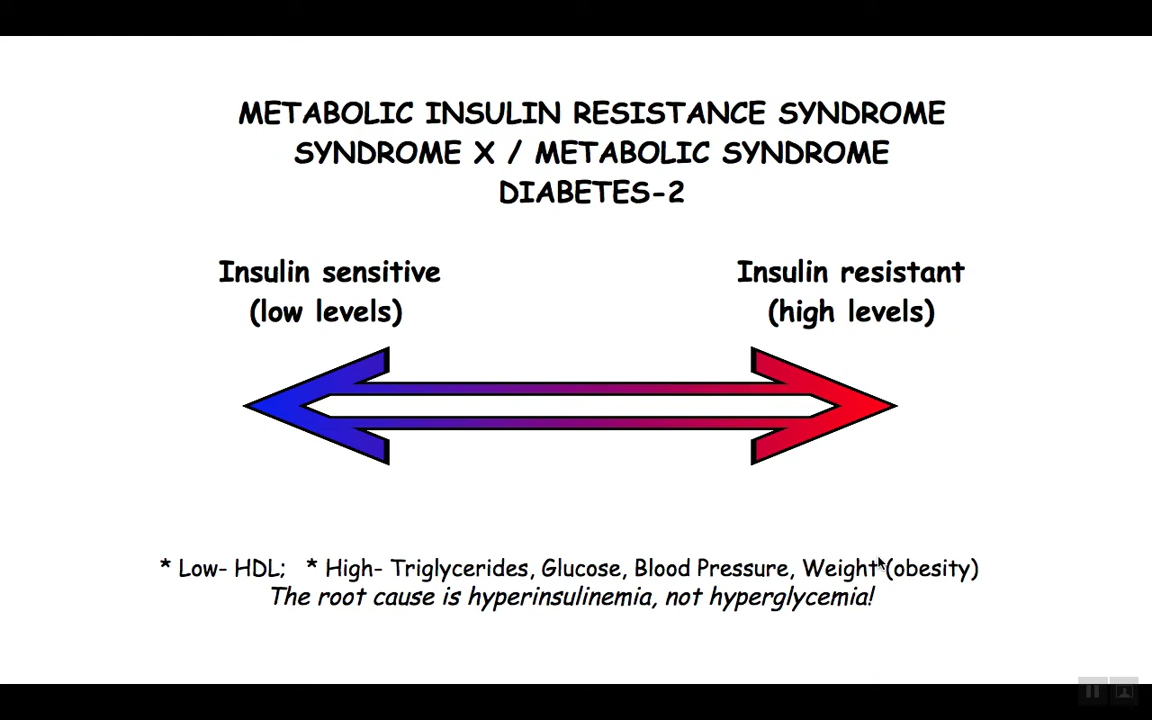 METABOLIC INSULIN RESISTANCE SYNDROME
SYNDROME X / METABOLIC SYNDROME
DIABETES-2
Insulin sensitive
(low levels)
Insulin resistant
(high levels)
* Low- HDL;   * High- Triglycerides, Glucose, Blood Pressure, Weight (obesity)
The root cause is hyperinsulinemia, not hyperglycemia!